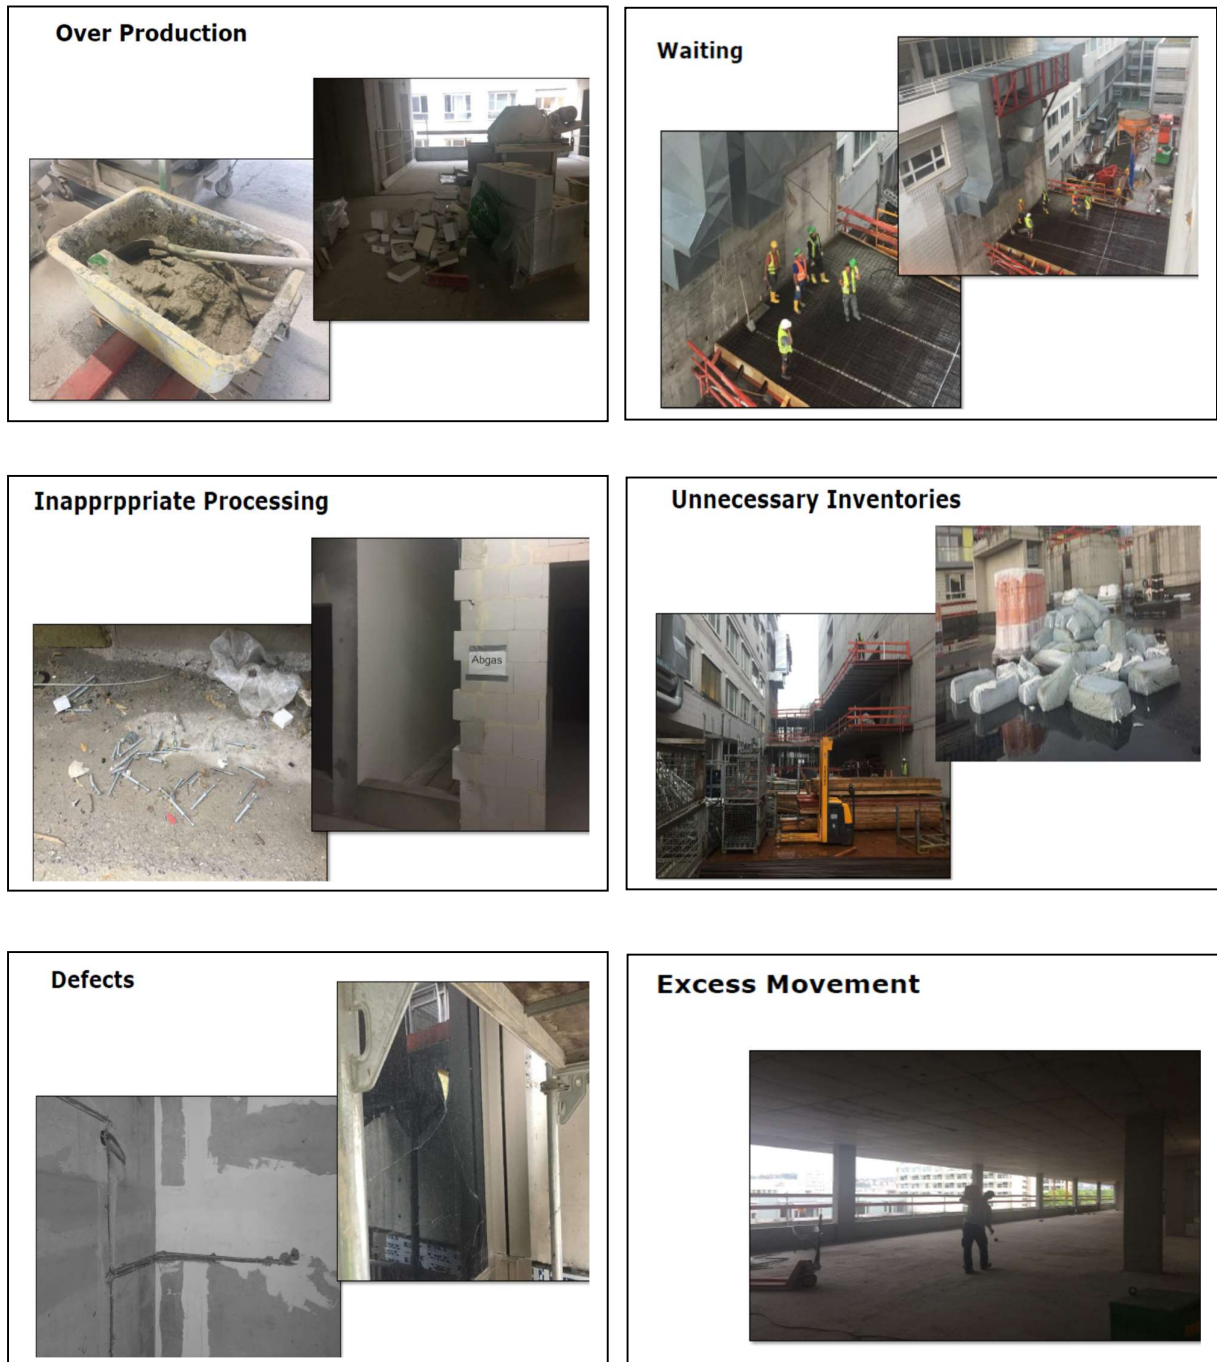 Over Production
Waiting
Inapprppriate Processing
Abgas
Unnecessary Inventories
Defects
Excess Movement